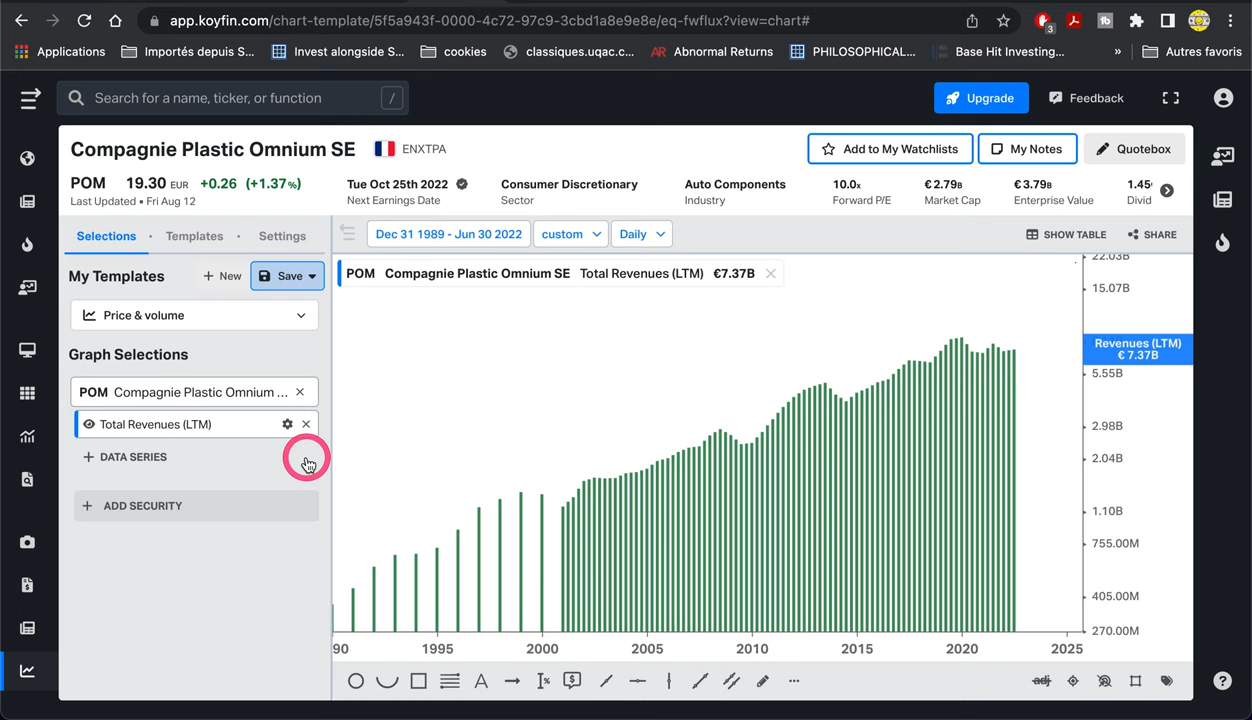 app.koyfin.com/chart-template/5f5a943f-0000-4c72-97c9-3cbd1a8e9e8e/eq-fwflux?view=chart#
3
Applications
Importés depuis S...
Invest alongside S...
cookies
classiques.uqac.c...
AR Abnormal Returns
PHILOSOPHICAL...
Base Hit Investing...
»
Autres favoris
Search for a name, ticker, or function /
Upgrade
Feedback
Compagnie Plastic Omnium SE
ENXTPA
Add to My Watchlists
My Notes
Quotebox
POM 19.30 EUR +0.26 (+1.37%)
Last Updated • Fri Aug 12
Tue Oct 25th 2022
Next Earnings Date
Consumer Discretionary
Sector
Auto Components
Industry
10.0x
Forward P/E
€ 2.79B
Market Cap
€ 3.79B
Enterprise Value
1.45
Divid
Selections • Templates • Settings
Dec 31 1989 - Jun 30 2022
custom
Daily
SHOW TABLE
SHARE
My Templates
+ New
Save
Price & volume
Graph Selections
POM Compagnie Plastic Omnium ... ×
Total Revenues (LTM) ×
+ DATA SERIES
+ ADD SECURITY
POM Compagnie Plastic Omnium SE Total Revenues (LTM) €7.37B ×
22.03B
15.07B
Revenues (LTM)
€ 7.37B
5.55B
2.98B
2.04B
1.10B
755.00M
405.00M
270.00M
90 1995 2000 2005 2010 2015 2020 2025
adj